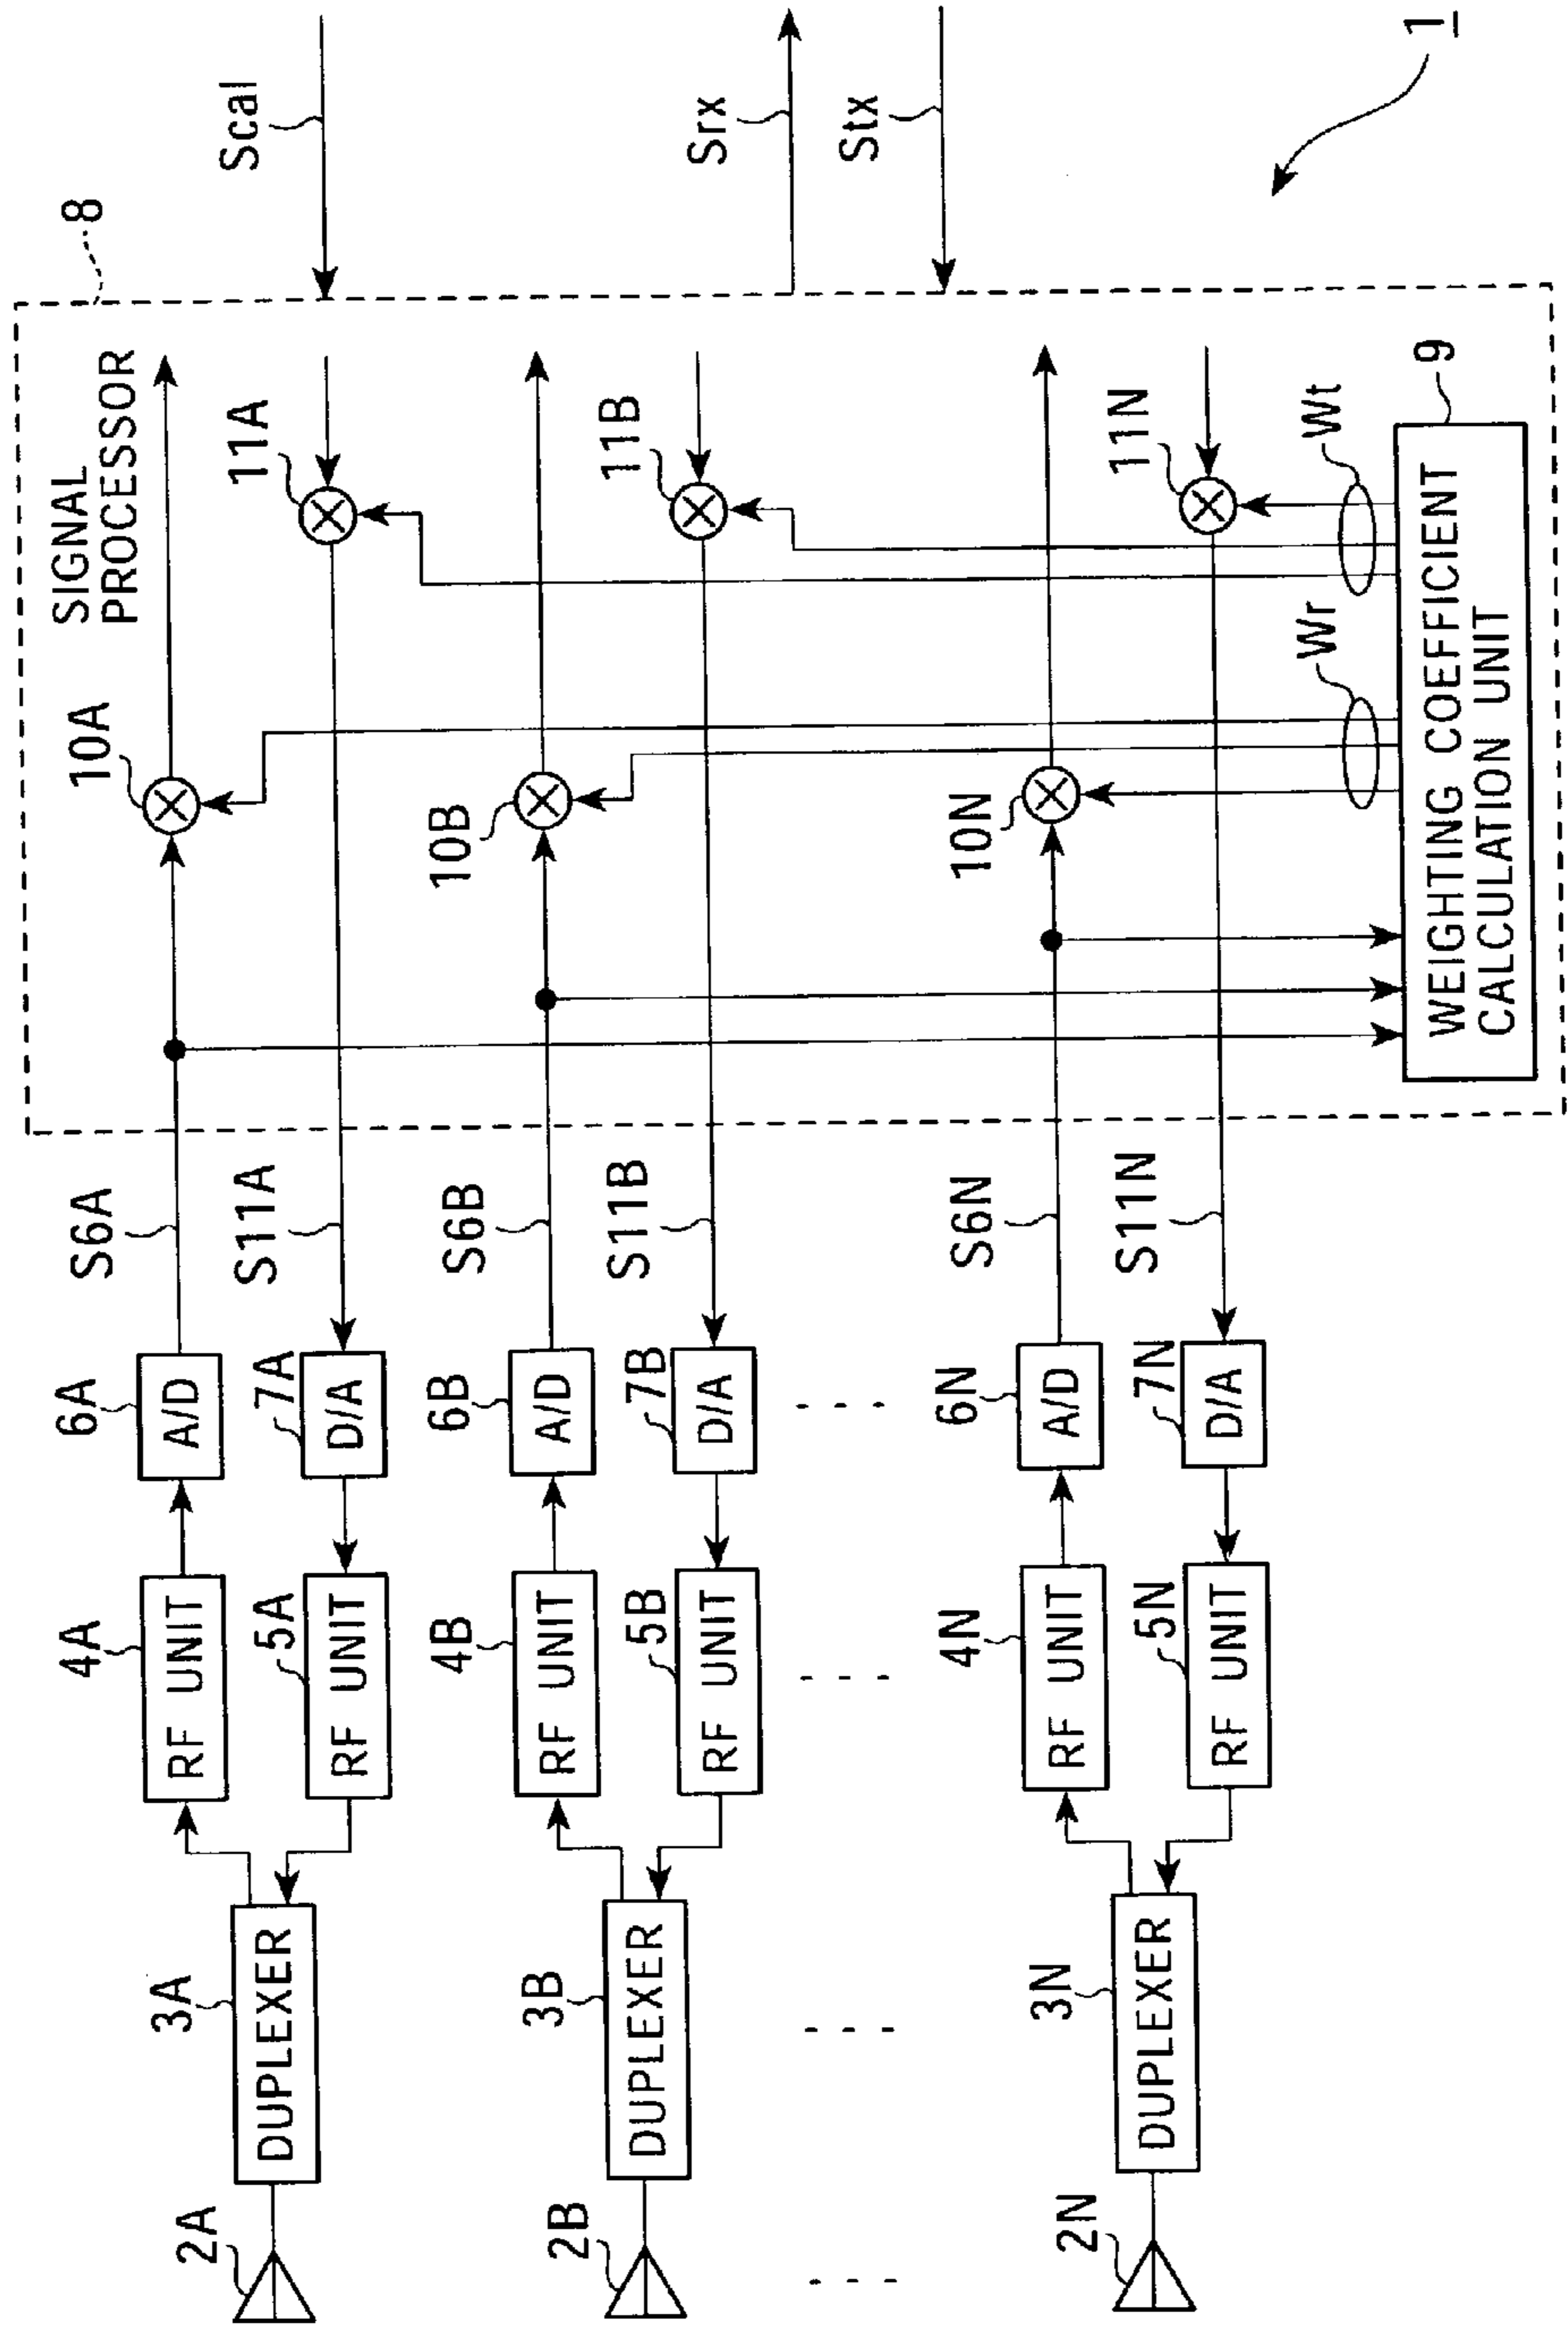 8
SIGNAL
PROCESSOR
Scal
Srx
Stx
1
2A
3A
DUPLEXER
4A
RF UNIT
5A
RF UNIT
6A
A/D
7A
D/A
S6A
S11A
10A
11A
2B
3B
DUPLEXER
4B
RF UNIT
5B
RF UNIT
6B
A/D
7B
D/A
S6B
S11B
10B
11B
2N
3N
DUPLEXER
4N
RF UNIT
5N
RF UNIT
6N
A/D
7N
D/A
S6N
S11N
10N
11N
Wr
Wt
9
WEIGHTING COEFFICIENT
CALCULATION UNIT